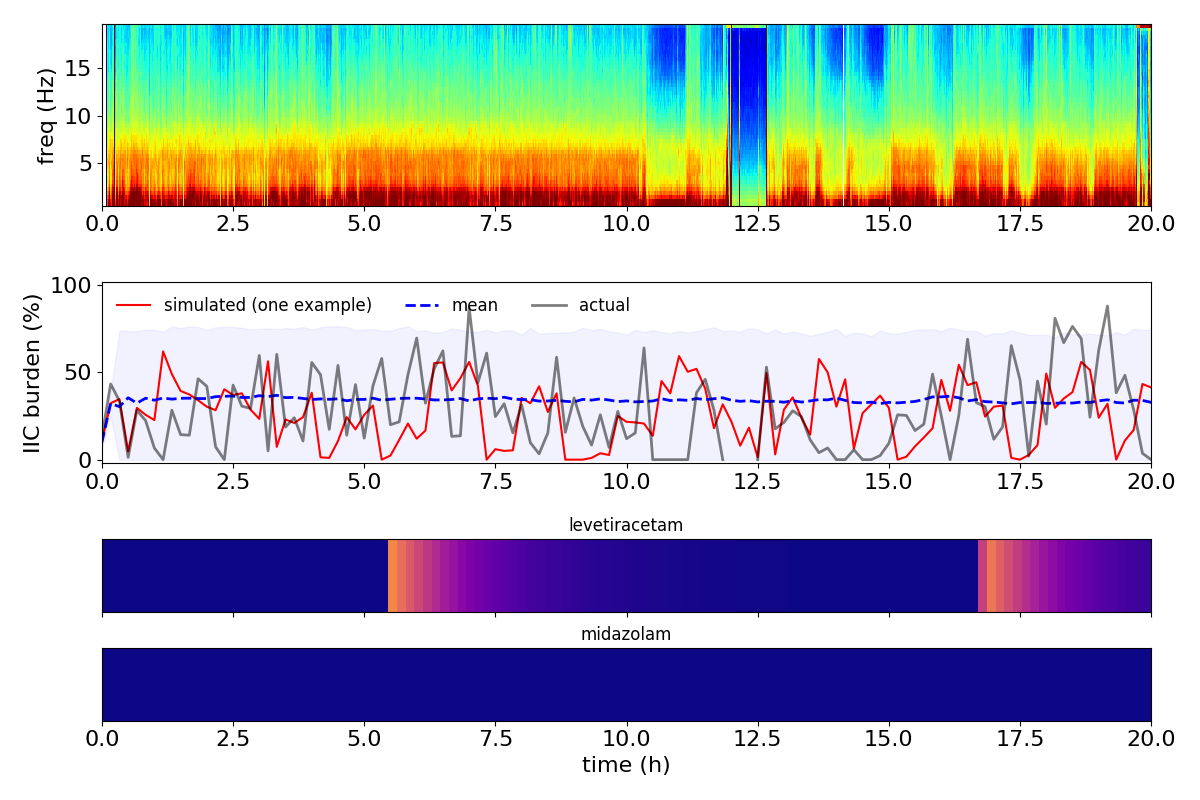 freq (Hz)
15
10
5
0.0 2.5 5.0 7.5 10.0 12.5 15.0 17.5 20.0
IIC burden (%)
100
50
0
simulated (one example) mean actual
0.0 2.5 5.0 7.5 10.0 12.5 15.0 17.5 20.0
levetiracetam
midazolam
0.0 2.5 5.0 7.5 10.0 12.5 15.0 17.5 20.0
time (h)